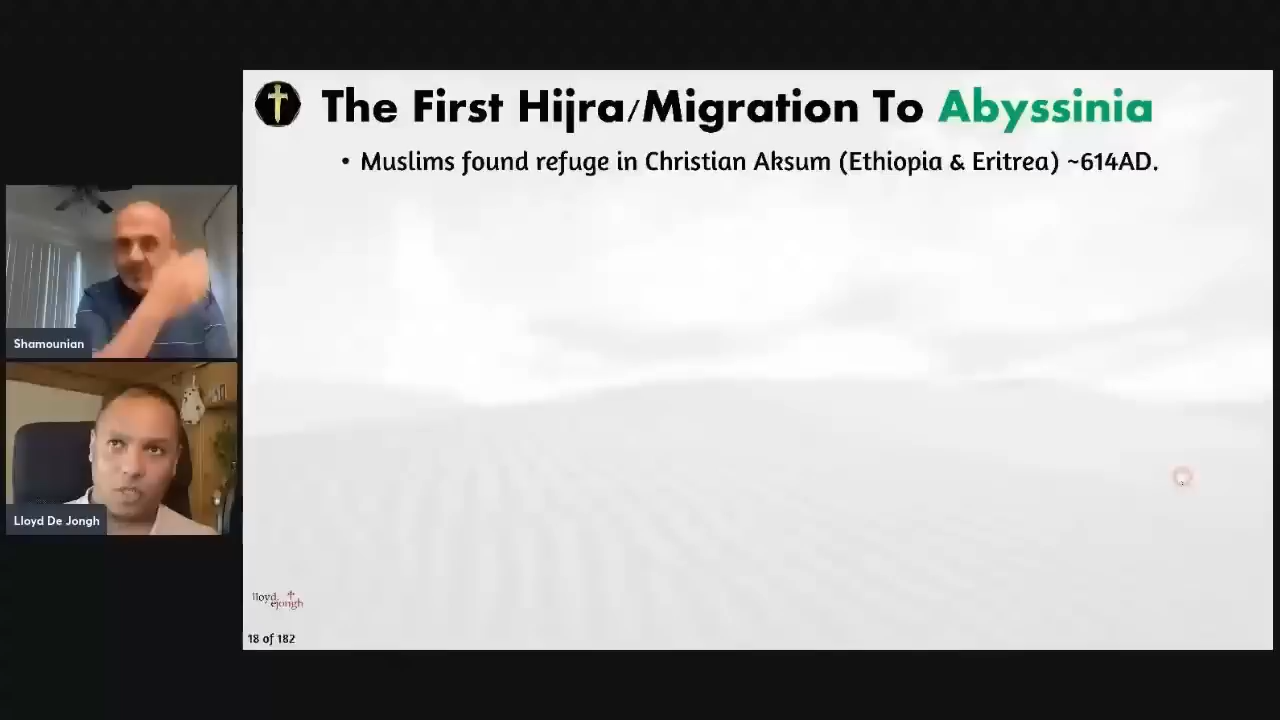 The First Hijra/Migration To Abyssinia
• Muslims found refuge in Christian Aksum (Ethiopia & Eritrea) ~614AD.
Shamounian
Lloyd De Jongh
lloyd
ejongh
18 of 182